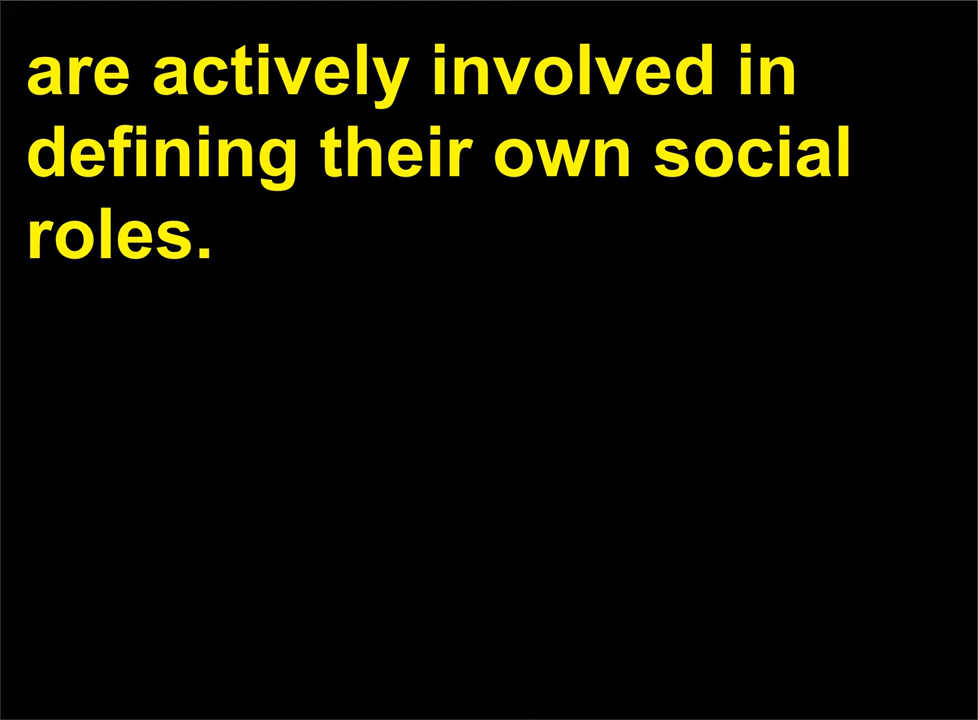 are actively involved in
defining their own social
roles.